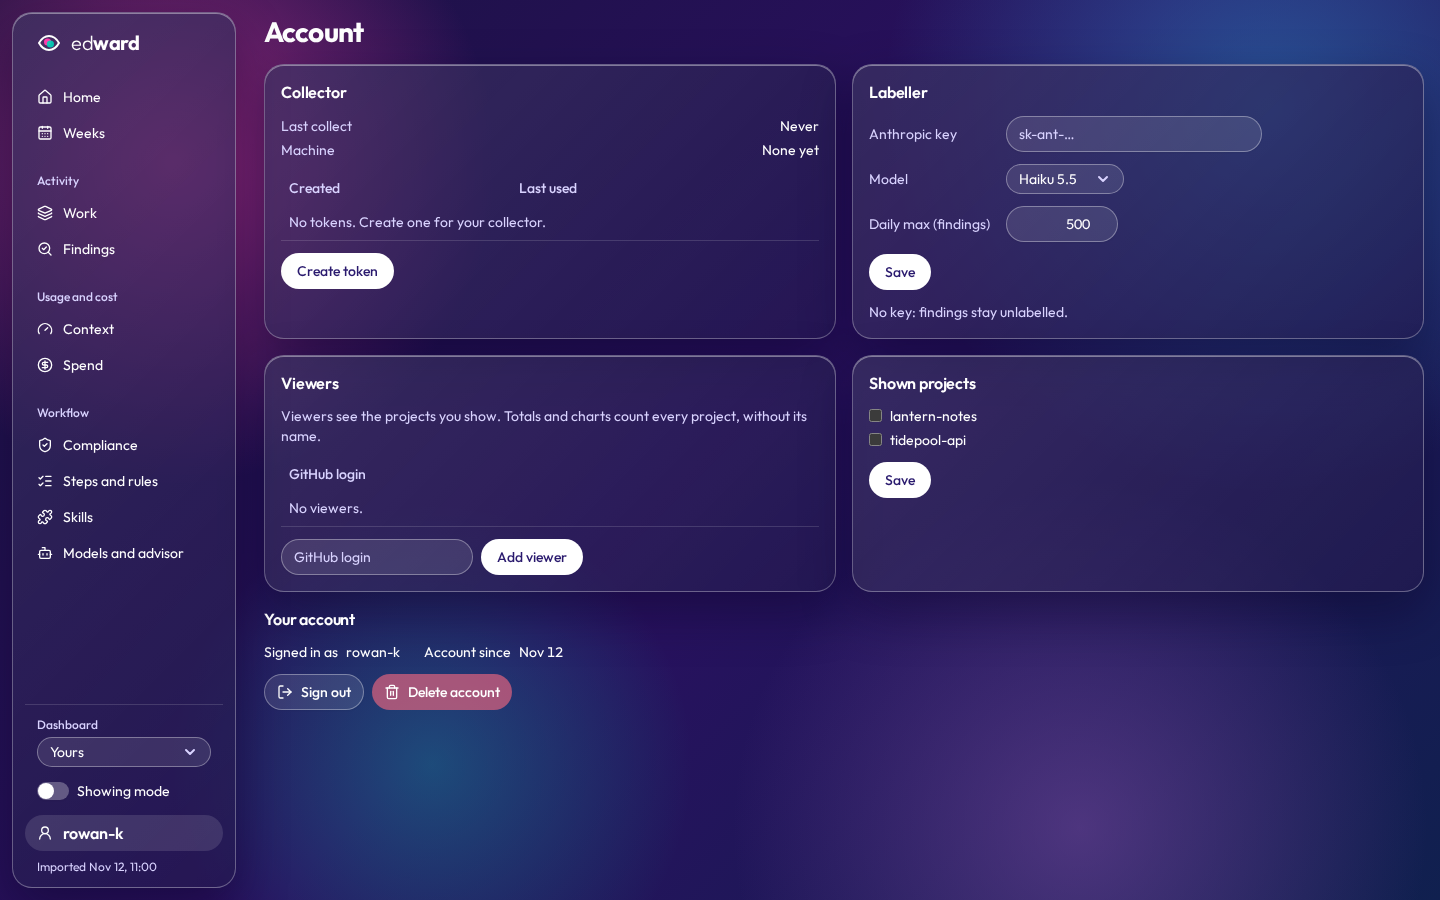 edward
Home
Weeks
Activity
Work
Findings
Usage and cost
Context
Spend
Workflow
Compliance
Steps and rules
Skills
Models and advisor
Dashboard
Yours
Showing mode
rowan-k
Imported Nov 12, 11:00
Account
Collector
Last collect Never
Machine None yet
Created Last used
No tokens. Create one for your collector.
Create token
Labeller
Anthropic key sk-ant-...
Model Haiku 5.5
Daily max (findings) 500
Save
No key: findings stay unlabelled.
Viewers
Viewers see the projects you show. Totals and charts count every project, without its
name.
GitHub login
No viewers.
GitHub login Add viewer
Shown projects
lantern-notes
tidepool-api
Save
Your account
Signed in as rowan-k Account since Nov 12
Sign out Delete account